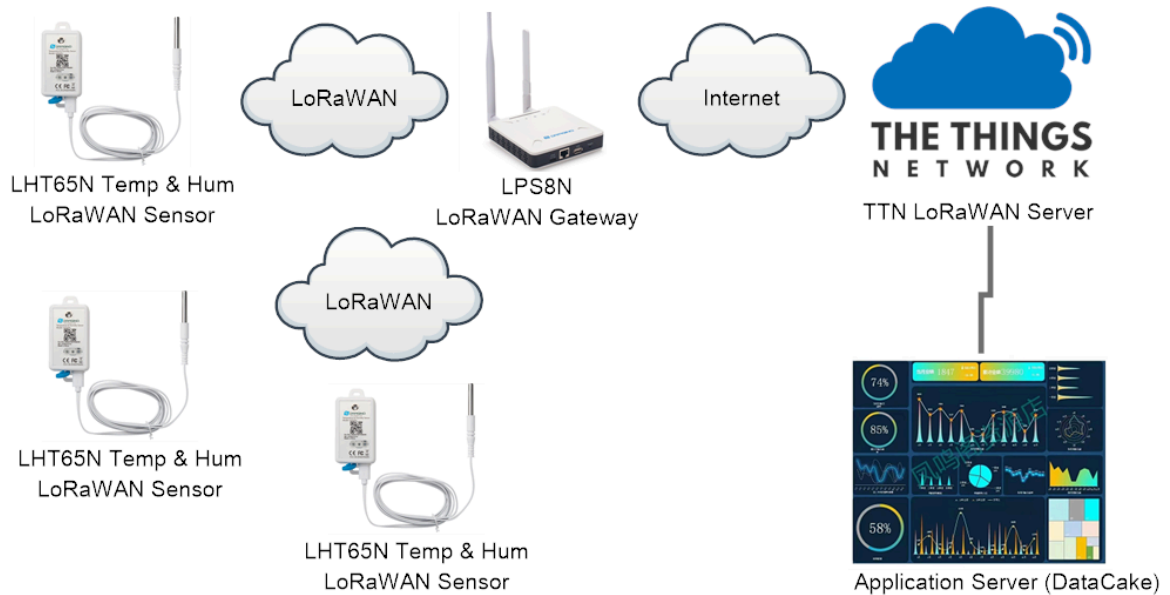 LoRaWAN
Internet
THE THINGS
NETWORK
LHT65N Temp & Hum
LoRaWAN Sensor
LPS8N
LoRaWAN Gateway
TTN LoRaWAN Server
LoRaWAN
LHT65N Temp & Hum
LoRaWAN Sensor
74%
85%
58%
LHT65N Temp & Hum
LoRaWAN Sensor
Application Server (DataCake)